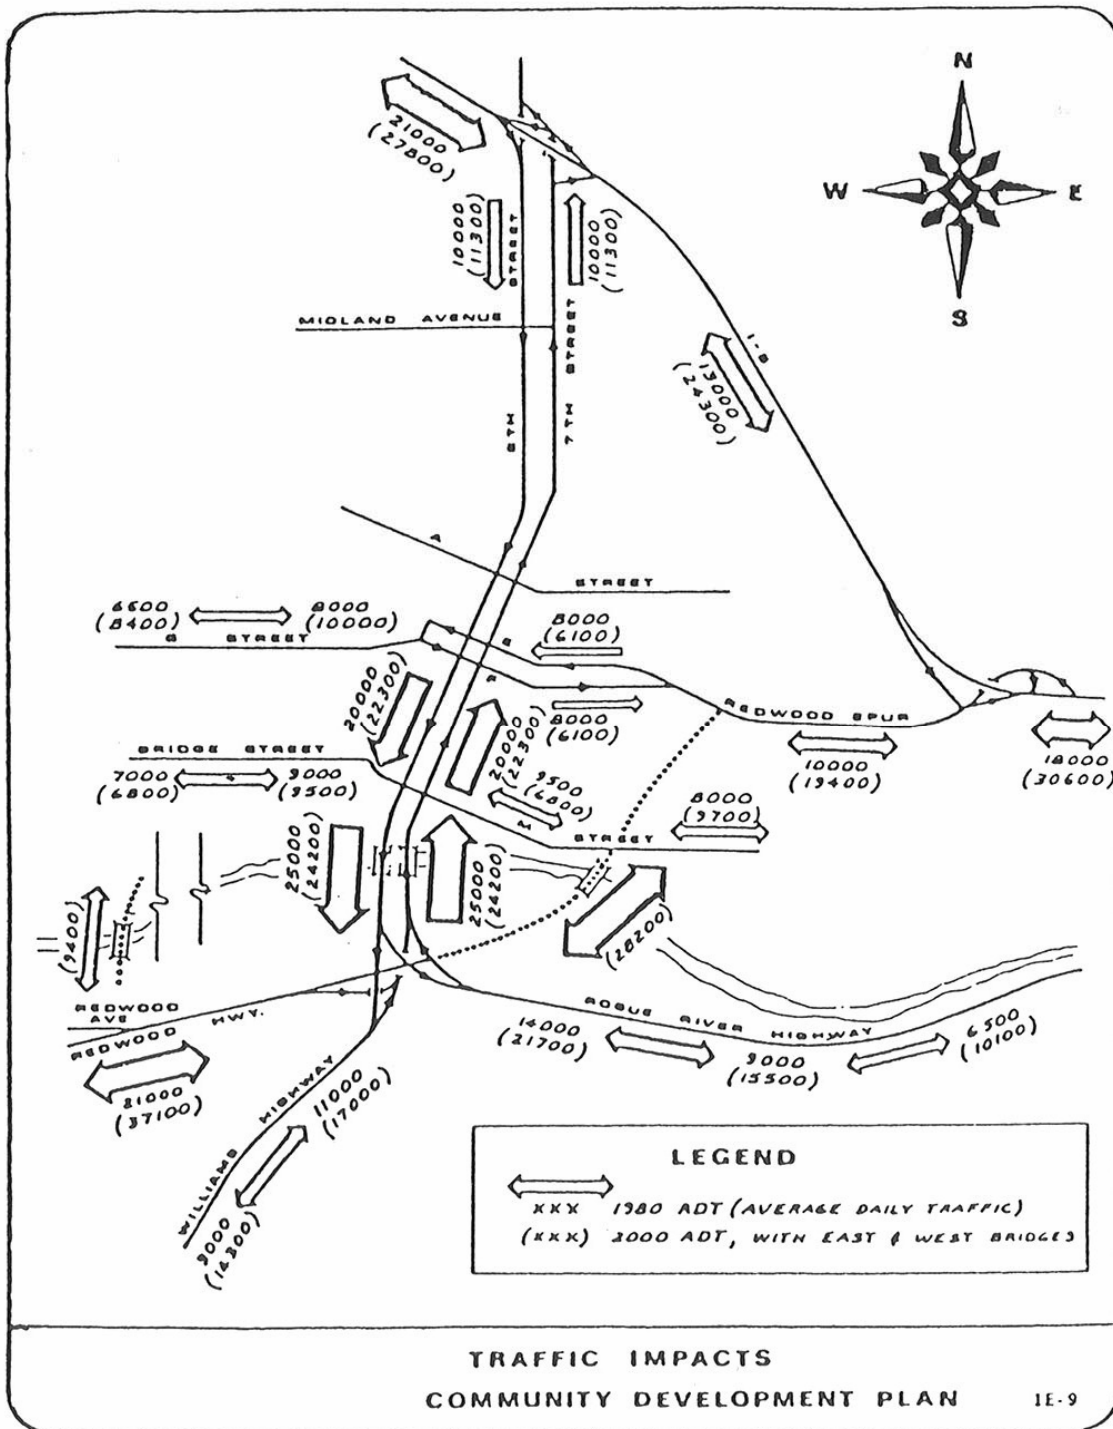 N
W
E
S
21000
(27800)
10000
(11300)
STREET
10000
(11300)
MIDLAND AVENUE
STREET
I-5
13000
(24300)
6TH
7TH
A
STREET
6600
(8400)
8000
(10000)
G STREET
8000
(6100)
20000
(22300)
20000
(22300)
8000
(6100)
REDWOOD SPUR
BRIDGE STREET
7000
(6800)
9000
(9500)
9500
(6800)
10000
(19400)
18000
(30600)
M
STREET
8000
(9700)
25000
(24200)
25000
(24200)
(9400)
(28200)
REDWOOD
AVE
REDWOOD HWY.
ROGUE RIVER HIGHWAY
14000
(21700)
9000
(15500)
6500
(10100)
21000
(37100)
WILLIAMS HIGHWAY
11000
(17000)
9000
(14300)
LEGEND
XXX 1980 ADT (AVERAGE DAILY TRAFFIC)
(XXX) 2000 ADT, WITH EAST & WEST BRIDGES
TRAFFIC IMPACTS
COMMUNITY DEVELOPMENT PLAN
IE-9